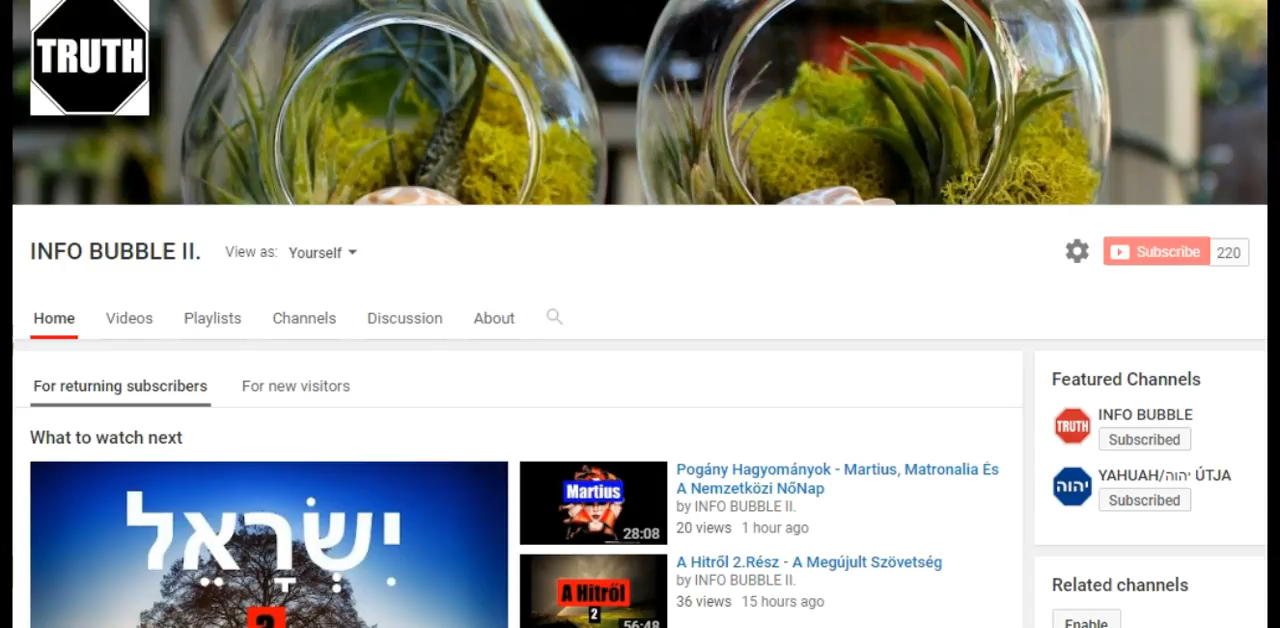 TRUTH
INFO BUBBLE II.
View as: Yourself
Subscribe 220
Home Videos Playlists Channels Discussion About
For returning subscribers For new visitors
What to watch next
יִשְׂרָאֵל
2
Martius
28:08
Pogány Hagyományok - Martius, Matronalia És
A Nemzetközi NőNap
by INFO BUBBLE II.
20 views 1 hour ago
A Hitről
2
56:48
A Hitről 2.Rész - A Megújult Szövetség
by INFO BUBBLE II.
36 views 15 hours ago
Featured Channels
TRUTH
INFO BUBBLE
Subscribed
יהוה
YAHUAH/יהוה ÚTJA
Subscribed
Related channels
Enable